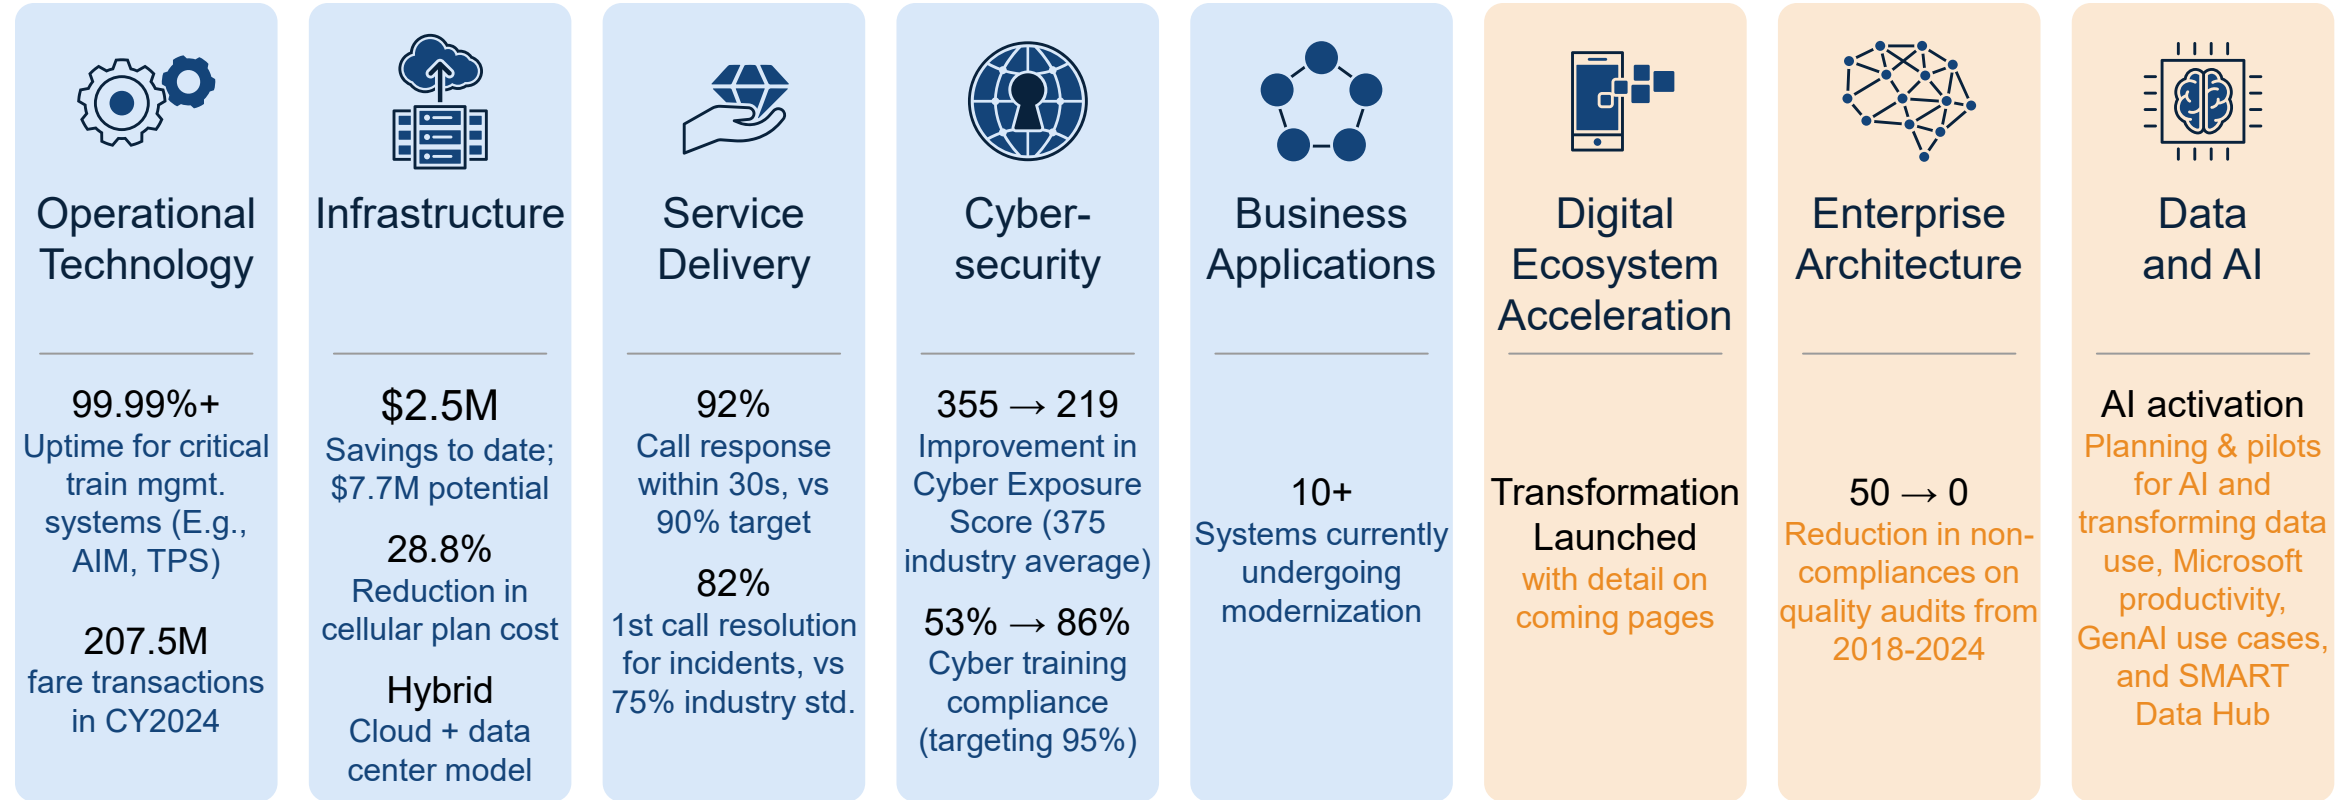 Operational
Technology
99.99%+
Uptime for critical
train mgmt.
systems (E.g.,
AIM, TPS)
207.5M
fare transactions
in CY2024
Infrastructure
$2.5M
Savings to date;
$7.7M potential
28.8%
Reduction in
cellular plan cost
Hybrid
Cloud + data
center model
Service
Delivery
92%
Call response
within 30s, vs
90% target
82%
1st call resolution
for incidents, vs
75% industry std.
Cyber-
security
355 → 219
Improvement in
Cyber Exposure
Score (375
industry average)
53% → 86%
Cyber training
compliance
(targeting 95%)
Business
Applications
10+
Systems currently
undergoing
modernization
Digital
Ecosystem
Acceleration
Transformation
Launched
with detail on
coming pages
Enterprise
Architecture
50 → 0
Reduction in non-
compliances on
quality audits from
2018-2024
Data
and AI
AI activation
Planning & pilots
for AI and
transforming data
use, Microsoft
productivity,
GenAI use cases,
and SMART
Data Hub